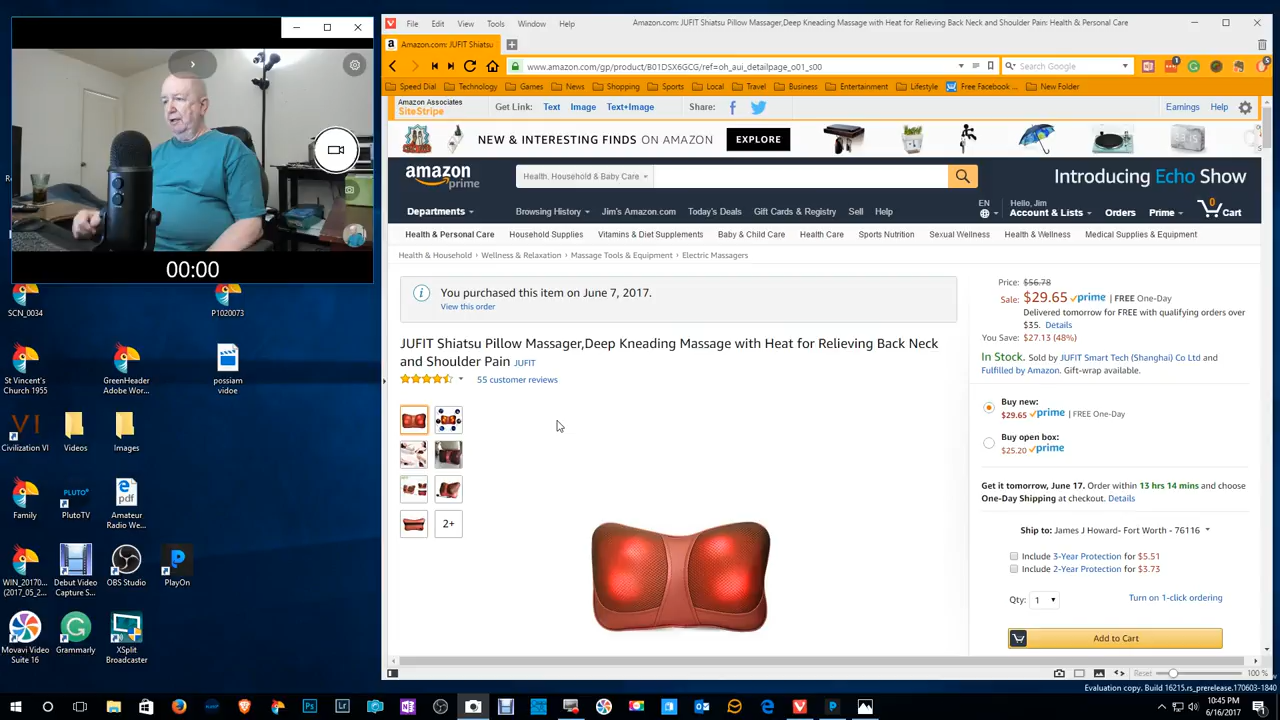 00:00
SCN_0034
P1020073
St Vincent's
Church 1955
GreenHeader
Adobe Wor...
possiam
vidoe
Civilization VI
Videos
Images
Family
PlutoTV
Amateur
Radio We...
WIN_20170...
(2017_05_2...
Debut Video
Capture S...
OBS Studio
PlayOn
Movavi Video
Suite 16
Grammarly
XSplit
Broadcaster
File Edit View Tools Window Help
Amazon.com: JUFIT Shiatsu Pillow Massager,Deep Kneading Massage with Heat for Relieving Back Neck and Shoulder Pain: Health & Personal Care
Amazon.com: JUFIT Shiatsu
www.amazon.com/gp/product/B01DSX6GCG/ref=oh_aui_detailpage_o01_s00
Search Google
Speed Dial Technology Games News Shopping Sports Local Travel Business Entertainment Lifestyle Free Facebook ... New Folder
Amazon Associates
SiteStripe
Get Link: Text Image Text+Image Share: Earnings Help
NEW & INTERESTING FINDS ON AMAZON EXPLORE
amazon
prime
Health, Household & Baby Care
Introducing Echo Show
Departments Browsing History Jim's Amazon.com Today's Deals Gift Cards & Registry Sell Help
EN
Hello, Jim
Account & Lists Orders Prime 0 Cart
Health & Personal Care Household Supplies Vitamins & Diet Supplements Baby & Child Care Health Care Sports Nutrition Sexual Wellness Health & Wellness Medical Supplies & Equipment
Health & Household › Wellness & Relaxation › Massage Tools & Equipment › Electric Massagers
You purchased this item on June 7, 2017.
View this order
JUFIT Shiatsu Pillow Massager,Deep Kneading Massage with Heat for Relieving Back Neck
and Shoulder Pain JUFIT
55 customer reviews
2+
Price: $56.78
Sale: $29.65 prime | FREE One-Day
Delivered tomorrow for FREE with qualifying orders over
$35. Details
You Save: $27.13 (48%)
In Stock. Sold by JUFIT Smart Tech (Shanghai) Co Ltd and
Fulfilled by Amazon. Gift-wrap available.
Buy new:
$29.65 prime | FREE One-Day
Buy open box:
$25.20 prime
Get it tomorrow, June 17. Order within 13 hrs 14 mins and choose
One-Day Shipping at checkout. Details
Ship to: James J Howard- Fort Worth - 76116
Include 3-Year Protection for $5.51
Include 2-Year Protection for $3.73
Qty: 1
Turn on 1-click ordering
Add to Cart
Reset
100 %
Evaluation copy. Build 16215.rs_prerelease.170603-1840
10:45 PM
6/16/2017